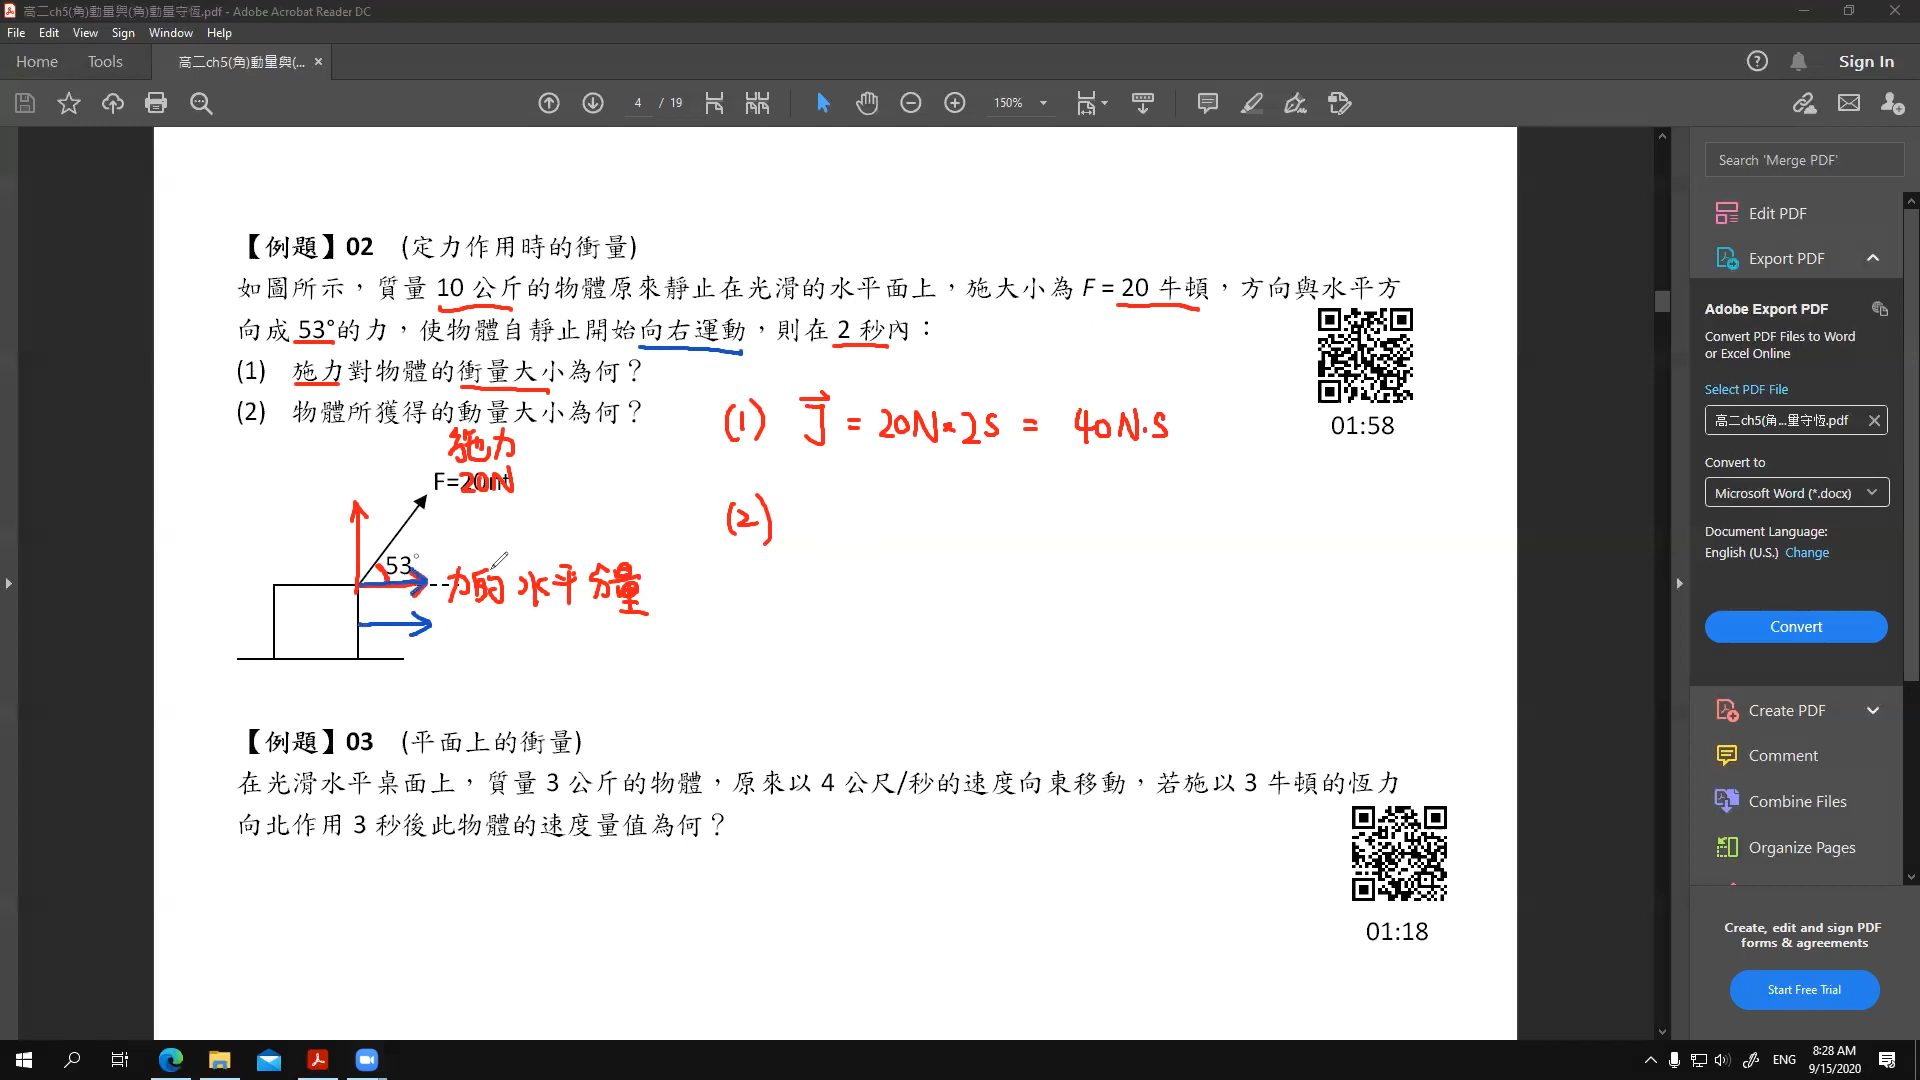 高二ch5(角)動量與(角)動量守恆.pdf - Adobe Acrobat Reader DC
File Edit View Sign Window Help
Home Tools 高二ch5(角)動量與(... × Sign In
4 / 19 150%
【例題】02 (定力作用時的衝量)
如圖所示，質量 10 公斤的物體原來靜止在光滑的水平面上，施大小為 F = 20 牛頓，方向與水平方
向成 53°的力，使物體自靜止開始向右運動，則在 2 秒內：
(1) 施力對物體的衝量大小為何？
(2) 物體所獲得的動量大小為何？
01:58
(1) J = 20N × 2S = 40N·S
施力
20N
F=20nt
(2)
53°
力的水平分量
【例題】03 (平面上的衝量)
在光滑水平桌面上，質量 3 公斤的物體，原來以 4 公尺/秒的速度向東移動，若施以 3 牛頓的恆力
向北作用 3 秒後此物體的速度量值為何？
01:18
Search 'Merge PDF'
Edit PDF
Export PDF
Adobe Export PDF
Convert PDF Files to Word
or Excel Online
Select PDF File
高二ch5(角...量守恆.pdf
Convert to
Microsoft Word (*.docx)
Document Language:
English (U.S.) Change
Convert
Create PDF
Comment
Combine Files
Organize Pages
Create, edit and sign PDF
forms & agreements
Start Free Trial
ENG
8:28 AM
9/15/2020